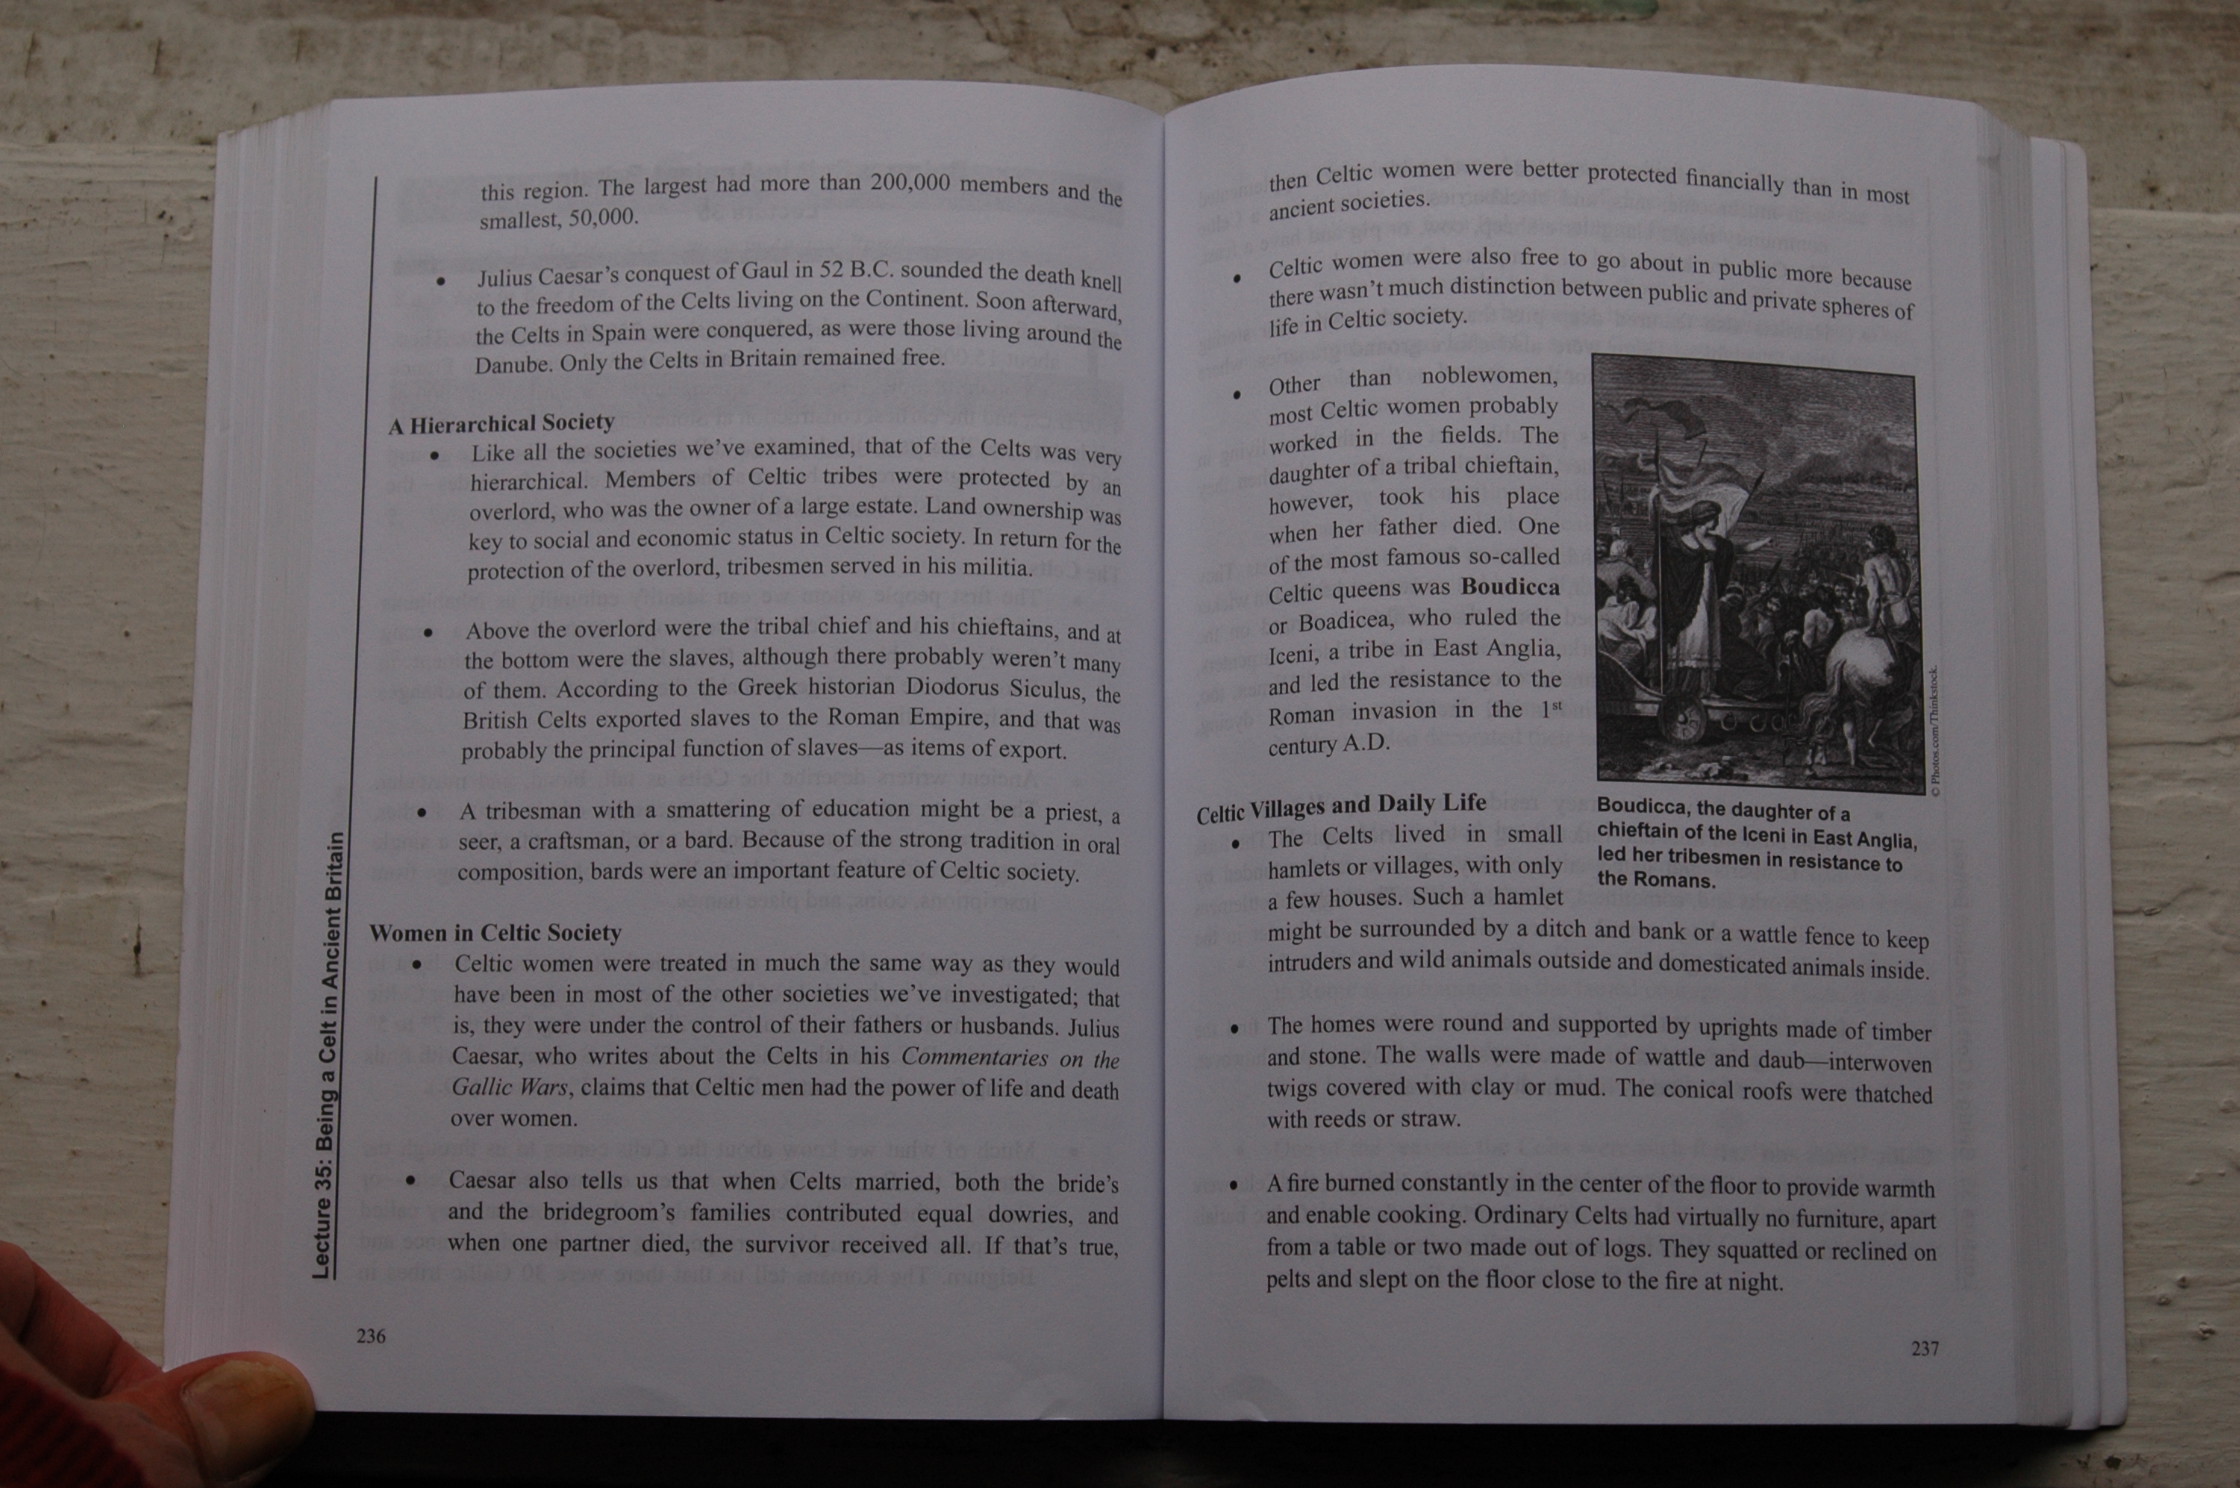 this region. The largest had more than 200,000 members and the
smallest, 50,000.
• Julius Caesar's conquest of Gaul in 52 B.C. sounded the death knell
to the freedom of the Celts living on the Continent. Soon afterward,
the Celts in Spain were conquered, as were those living around the
Danube. Only the Celts in Britain remained free.
A Hierarchical Society
• Like all the societies we've examined, that of the Celts was very
hierarchical. Members of Celtic tribes were protected by an
overlord, who was the owner of a large estate. Land ownership was
key to social and economic status in Celtic society. In return for the
protection of the overlord, tribesmen served in his militia.
• Above the overlord were the tribal chief and his chieftains, and at
the bottom were the slaves, although there probably weren't many
of them. According to the Greek historian Diodorus Siculus, the
British Celts exported slaves to the Roman Empire, and that was
probably the principal function of slaves—as items of export.
• A tribesman with a smattering of education might be a priest, a
seer, a craftsman, or a bard. Because of the strong tradition in oral
composition, bards were an important feature of Celtic society.
Women in Celtic Society
• Celtic women were treated in much the same way as they would
have been in most of the other societies we've investigated; that
is, they were under the control of their fathers or husbands. Julius
Caesar, who writes about the Celts in his Commentaries on the
Gallic Wars, claims that Celtic men had the power of life and death
over women.
• Caesar also tells us that when Celts married, both the bride's
and the bridegroom's families contributed equal dowries, and
when one partner died, the survivor received all. If that's true,
Lecture 35: Being a Celt in Ancient Britain
236
then Celtic women were better protected financially than in most
ancient societies.
• Celtic women were also free to go about in public more because
there wasn't much distinction between public and private spheres of
life in Celtic society.
• Other than noblewomen,
most Celtic women probably
worked in the fields. The
daughter of a tribal chieftain,
however, took his place
when her father died. One
of the most famous so-called
Celtic queens was Boudicca
or Boadicea, who ruled the
Iceni, a tribe in East Anglia,
and led the resistance to the
Roman invasion in the 1st
century A.D.
© Photos.com/Thinkstock.
Boudicca, the daughter of a
chieftain of the Iceni in East Anglia,
led her tribesmen in resistance to
the Romans.
Celtic Villages and Daily Life
• The Celts lived in small
hamlets or villages, with only
a few houses. Such a hamlet
might be surrounded by a ditch and bank or a wattle fence to keep
intruders and wild animals outside and domesticated animals inside.
• The homes were round and supported by uprights made of timber
and stone. The walls were made of wattle and daub—interwoven
twigs covered with clay or mud. The conical roofs were thatched
with reeds or straw.
• A fire burned constantly in the center of the floor to provide warmth
and enable cooking. Ordinary Celts had virtually no furniture, apart
from a table or two made out of logs. They squatted or reclined on
pelts and slept on the floor close to the fire at night.
237